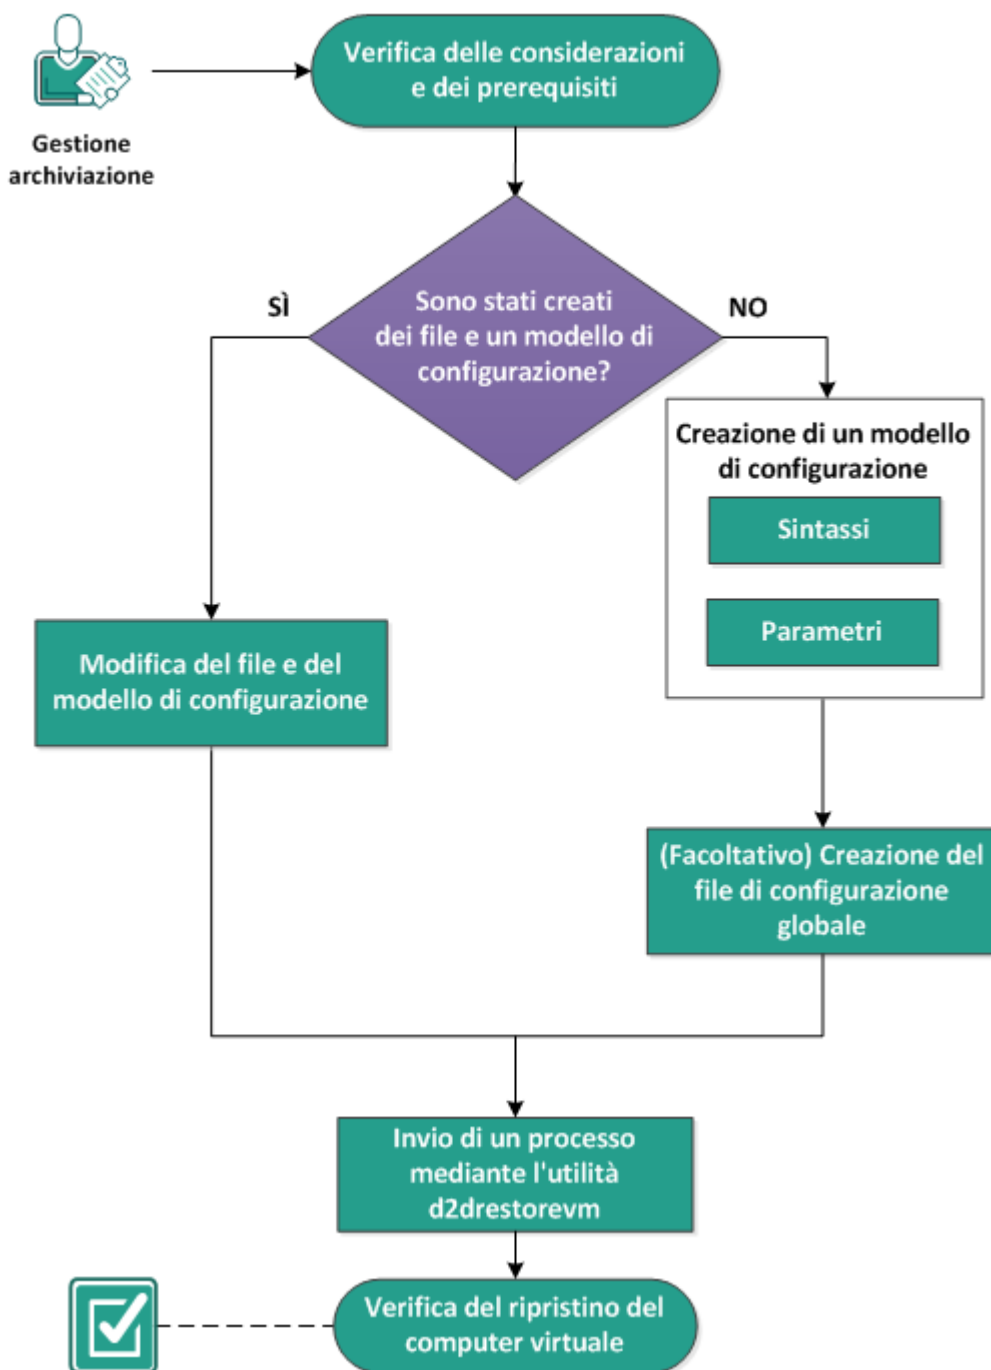 Verifica delle considerazioni
e dei prerequisiti
Gestione
archiviazione
Sono stati creati
dei file e un modello di
configurazione?
SÌ
NO
Creazione di un modello
di configurazione
Sintassi
Parametri
Modifica del file e del
modello di configurazione
(Facoltativo) Creazione del
file di configurazione
globale
Invio di un processo
mediante l'utilità
d2drestorevm
Verifica del ripristino del
computer virtuale